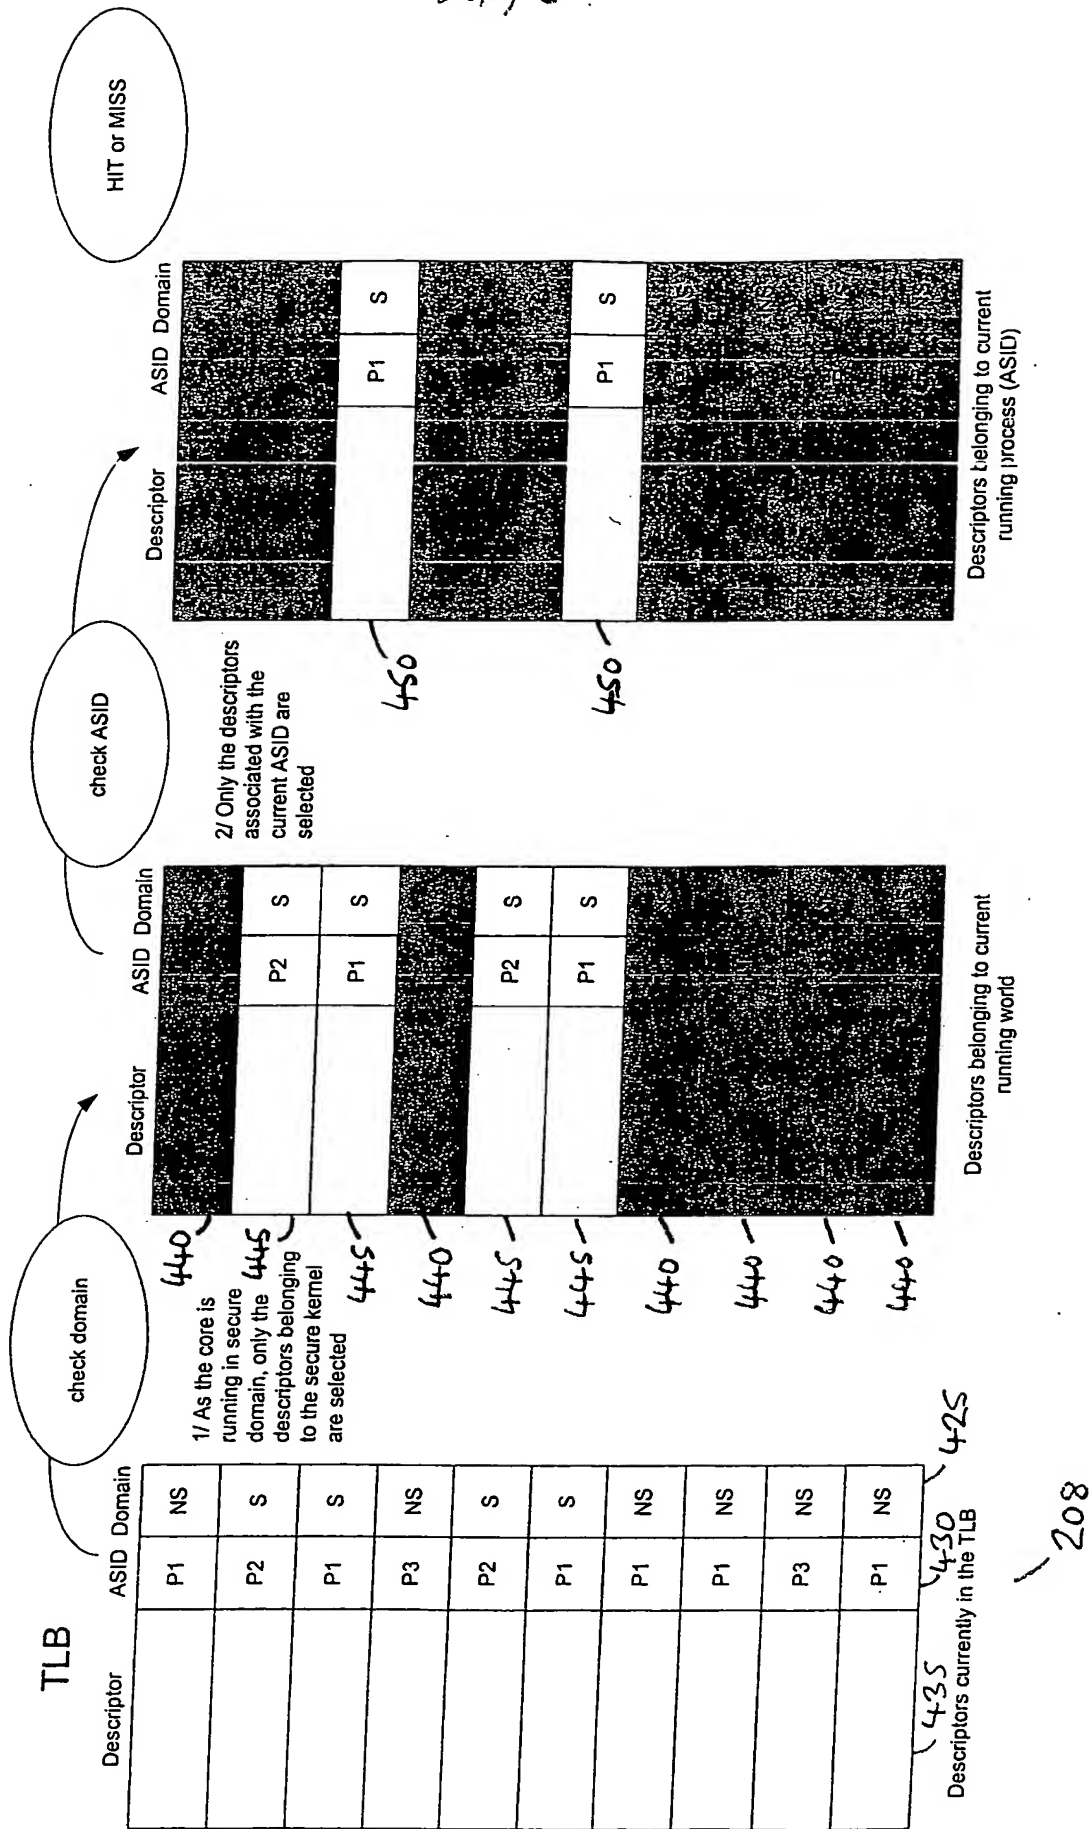 TLB
Descriptor ASID Domain
P1 NS
P2 S
P1 S
P3 NS
P2 S
P1 S
P1 NS
P1 NS
P3 NS
P1 NS
435
430
425
Descriptors currently in the TLB
208
check domain
1/ As the core is
running in secure
domain, only the
descriptors belonging
to the secure kernel
are selected
440
445
445
440
445
445
440
440
440
440
Descriptor ASID Domain
P2 S
P1 S
P2 S
P1 S
Descriptors belonging to current
running world
check ASID
2/ Only the descriptors
associated with the
current ASID are
selected
450
450
Descriptor ASID Domain
P1 S
P1 S
NS
NS
NS
NS
Descriptors belonging to current
running process (ASID)
HIT or MISS